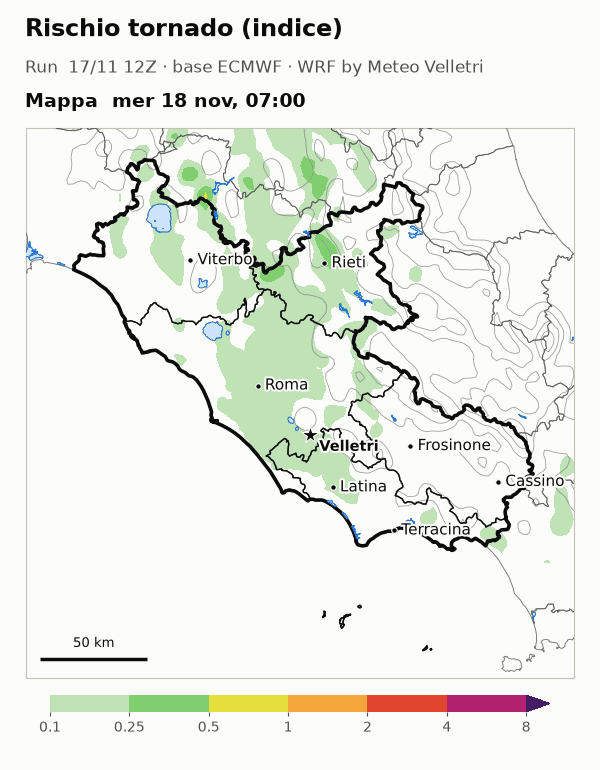 Rischio tornado (indice)
Run 17/11 12Z · base ECMWF · WRF by Meteo Velletri
Mappa mer 18 nov, 07:00
Viterbo
Rieti
Roma
Velletri
Frosinone
Cassino
Latina
Terracina
50 km
0.1 0.25 0.5 1 2 4 8